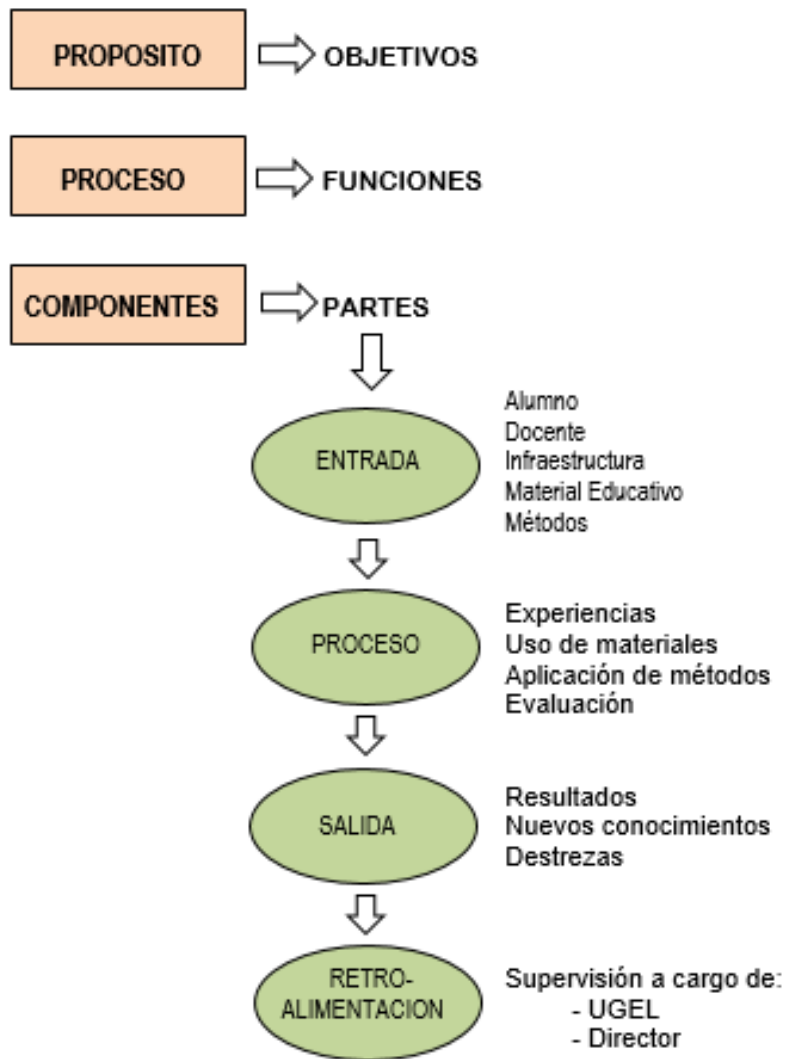 PROPOSITO
OBJETIVOS
PROCESO
FUNCIONES
COMPONENTES
PARTES
ENTRADA
Alumno
Docente
Infraestructura
Material Educativo
Métodos
PROCESO
Experiencias
Uso de materiales
Aplicación de métodos
Evaluación
SALIDA
Resultados
Nuevos conocimientos
Destrezas
RETRO-
ALIMENTACION
Supervisión a cargo de:
- UGEL
- Director